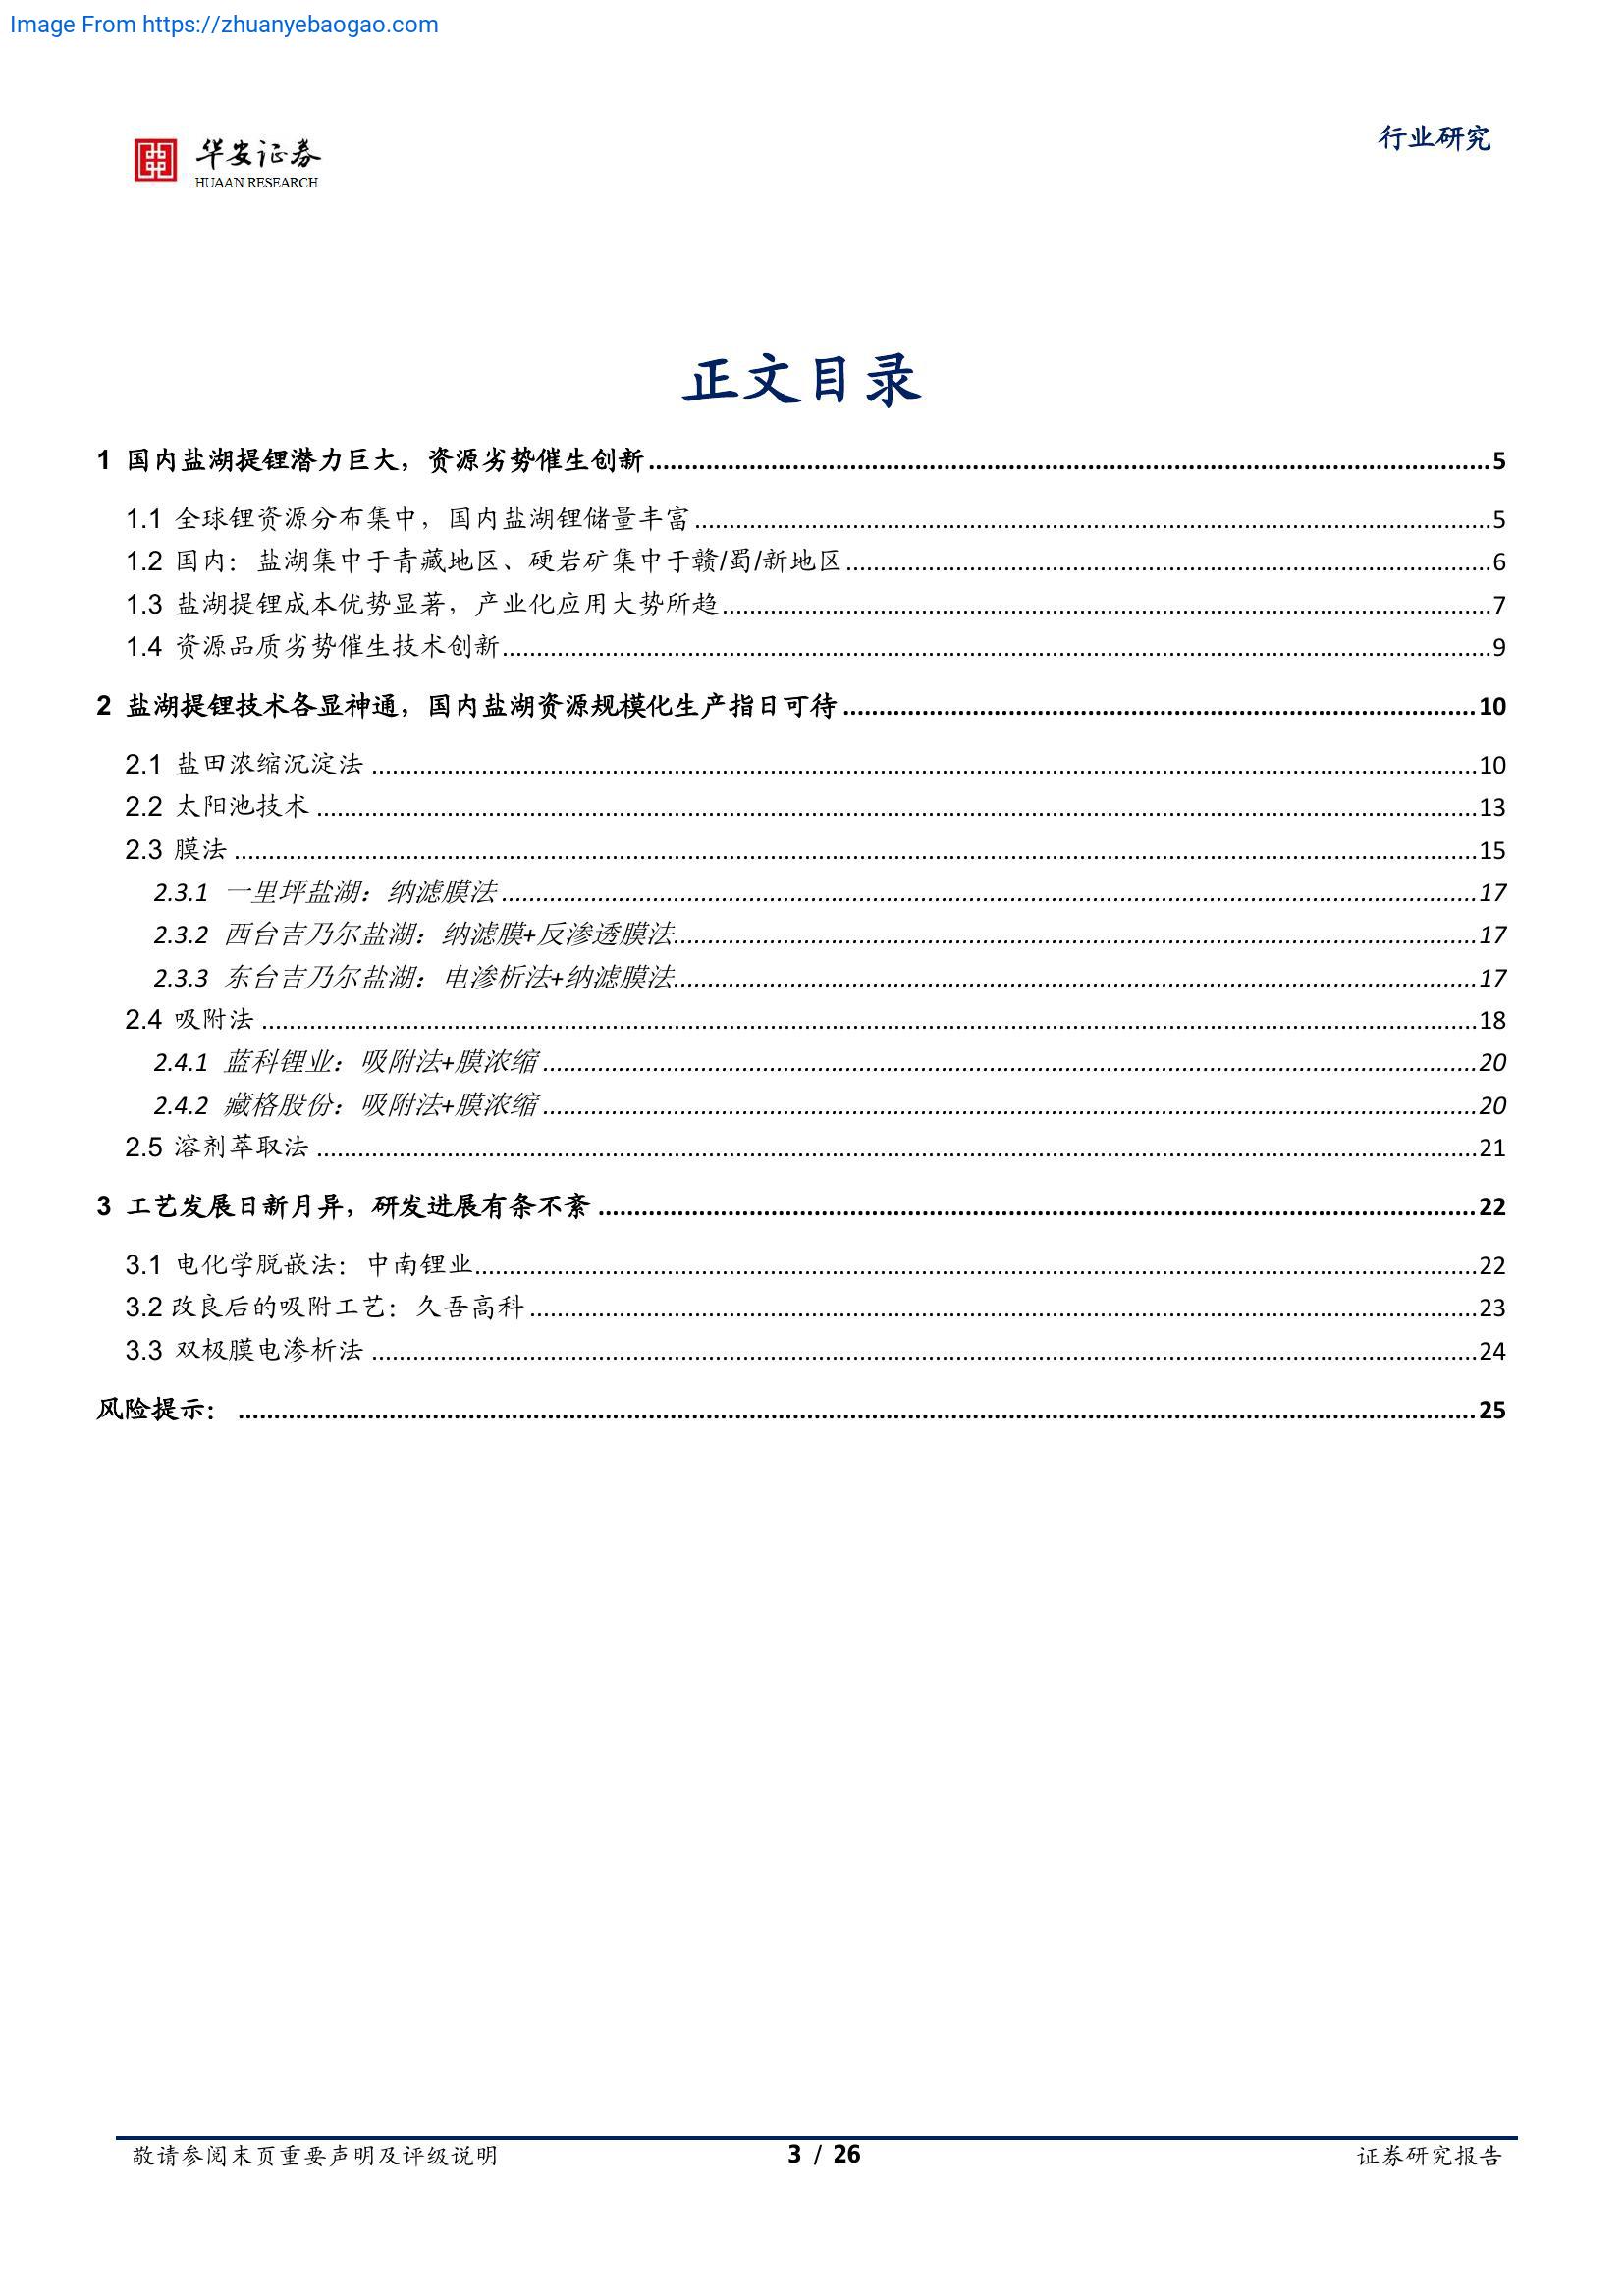 Image From https://zhuanyebaogao.com
华安证券
HUAAN RESEARCH
行业研究
正文目录
1 国内盐湖提锂潜力巨大，资源劣势催生创新 5
1.1 全球锂资源分布集中，国内盐湖锂储量丰富 5
1.2 国内：盐湖集中于青藏地区、硬岩矿集中于赣/蜀/新地区 6
1.3 盐湖提锂成本优势显著，产业化应用大势所趋 7
1.4 资源品质劣势催生技术创新 9
2 盐湖提锂技术各显神通，国内盐湖资源规模化生产指日可待 10
2.1 盐田浓缩沉淀法 10
2.2 太阳池技术 13
2.3 膜法 15
2.3.1 一里坪盐湖：纳滤膜法 17
2.3.2 西台吉乃尔盐湖：纳滤膜+反渗透膜法 17
2.3.3 东台吉乃尔盐湖：电渗析法+纳滤膜法 17
2.4 吸附法 18
2.4.1 蓝科锂业：吸附法+膜浓缩 20
2.4.2 藏格股份：吸附法+膜浓缩 20
2.5 溶剂萃取法 21
3 工艺发展日新月异，研发进展有条不紊 22
3.1 电化学脱嵌法：中南锂业 22
3.2 改良后的吸附工艺：久吾高科 23
3.3 双极膜电渗析法 24
风险提示： 25
敬请参阅末页重要声明及评级说明
3 / 26
证券研究报告